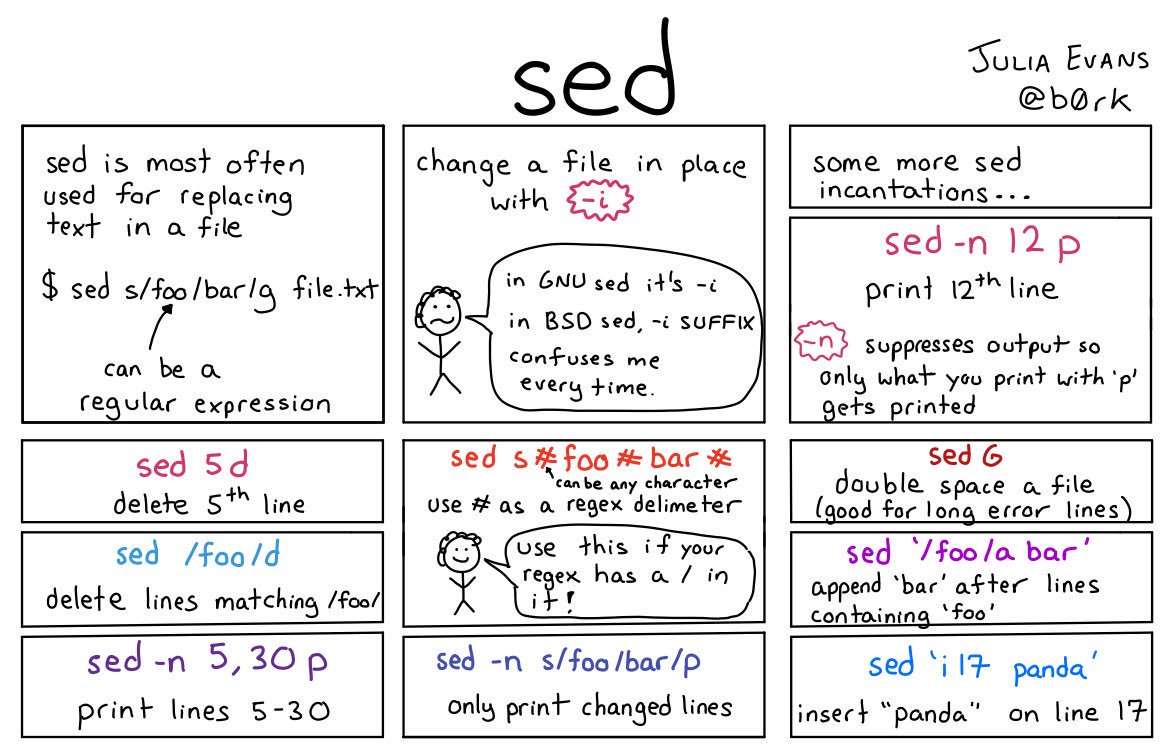 sed
JULIA EVANS
@b0rk
sed is most often
used for replacing
text in a file
$ sed s/foo/bar/g file.txt
can be a
regular expression
change a file in place
with -i
in GNU sed it's -i
in BSD sed, -i SUFFIX
confuses me
every time.
some more sed
incantations...
sed -n 12 p
print 12th line
-n suppresses output so
only what you print with 'p'
gets printed
sed 5d
delete 5th line
sed s#foo#bar#
can be any character
use # as a regex delimeter
use this if your
regex has a / in
it!
sed G
double space a file
(good for long error lines)
sed /foo/d
delete lines matching /foo/
sed '/foo/a bar'
append 'bar' after lines
containing 'foo'
sed -n 5,30 p
print lines 5-30
sed -n s/foo/bar/p
only print changed lines
sed 'i 17 panda'
insert "panda" on line 17